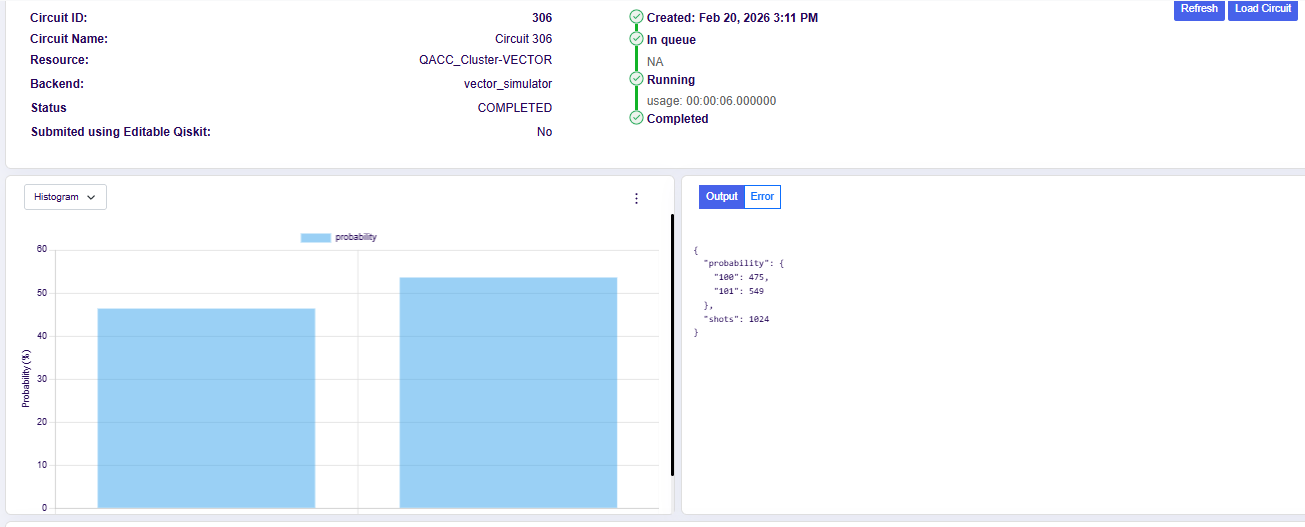 Circuit ID: 306
Circuit Name: Circuit 306
Resource: QACC_Cluster-VECTOR
Backend: vector_simulator
Status COMPLETED
Submited using Editable Qiskit: No
Created: Feb 20, 2026 3:11 PM
In queue
NA
Running
usage: 00:00:06.000000
Completed
Refresh Load Circuit
Histogram
probability
60
50
40
30
20
10
0
Probability (%)
Output Error
{
"probability": {
"100": 475,
"101": 549
},
"shots": 1024
}